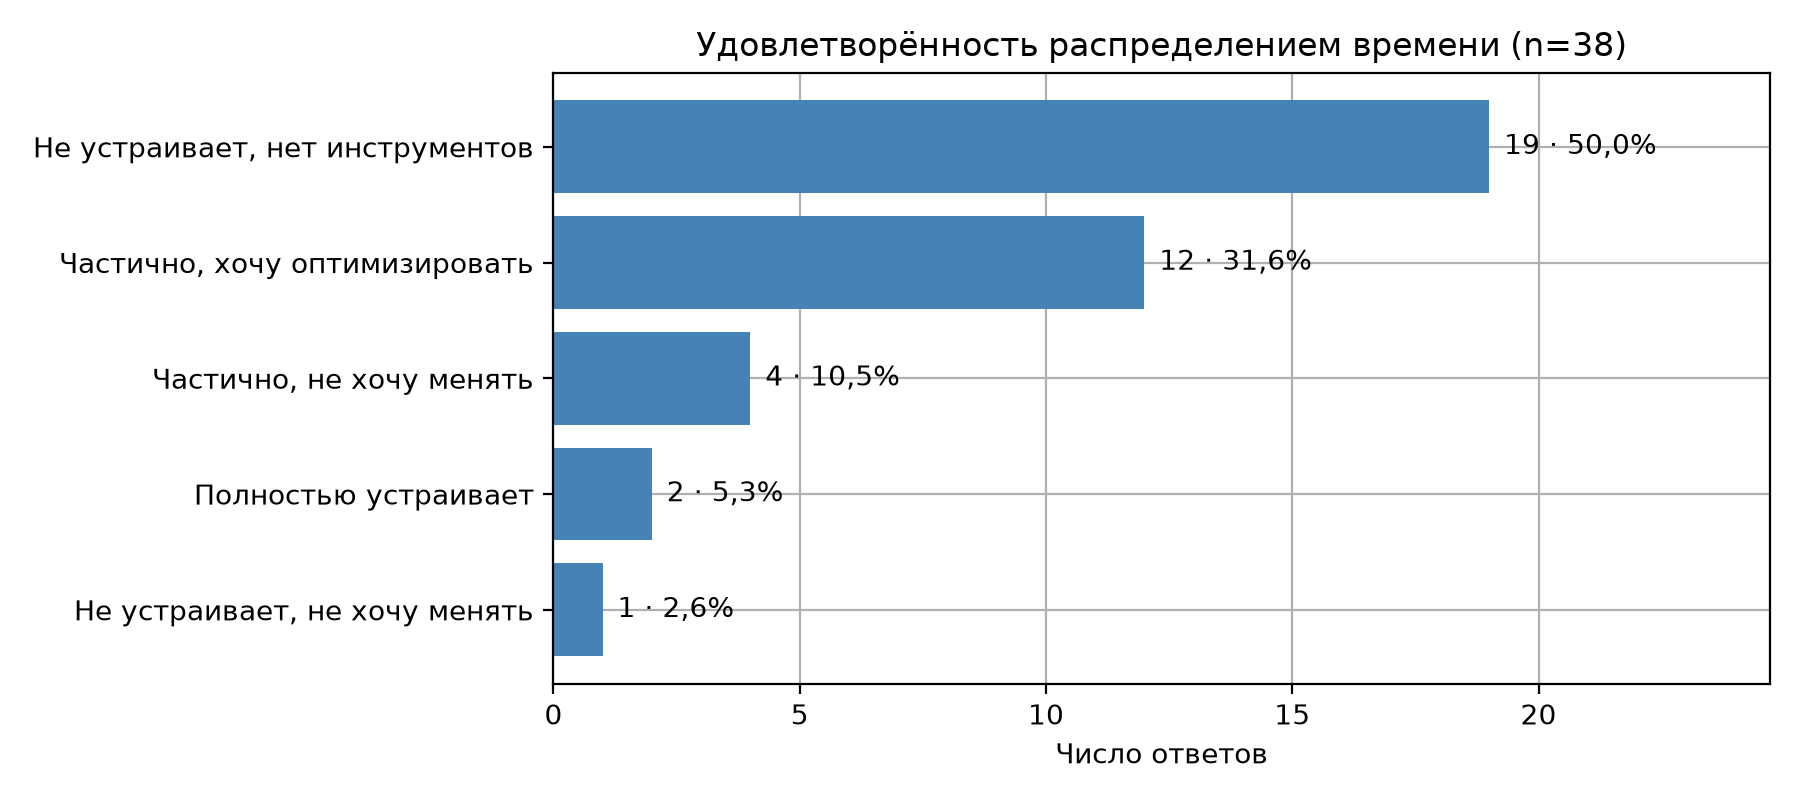 Удовлетворённость распределением времени (n=38)
Не устраивает, нет инструментов
19 · 50,0%
Частично, хочу оптимизировать
12 · 31,6%
Частично, не хочу менять
4 · 10,5%
Полностью устраивает
2 · 5,3%
Не устраивает, не хочу менять
1 · 2,6%
0 5 10 15 20
Число ответов